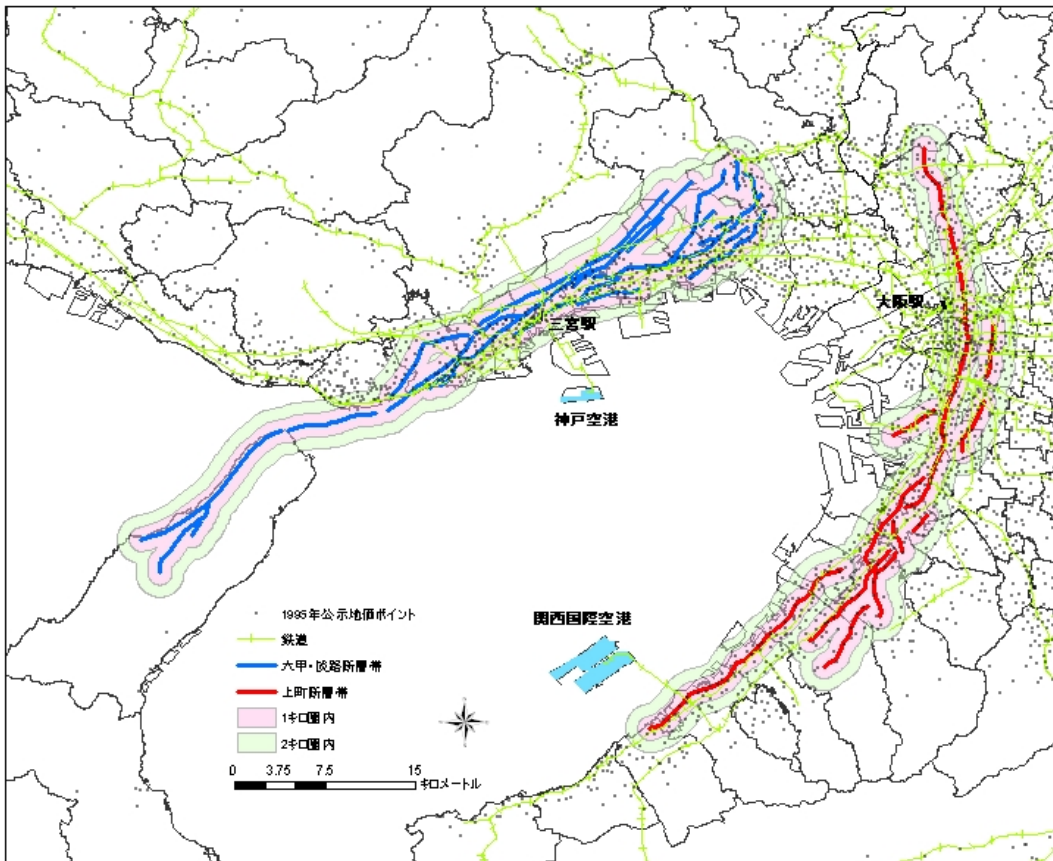 大阪駅
三宮駅
神戸空港
関西国際空港
1995年公示地価ポイント
鉄道
六甲・淡路断層帯
上町断層帯
1キロ圏内
2キロ圏内
0 3.75 7.5 15
キロメートル